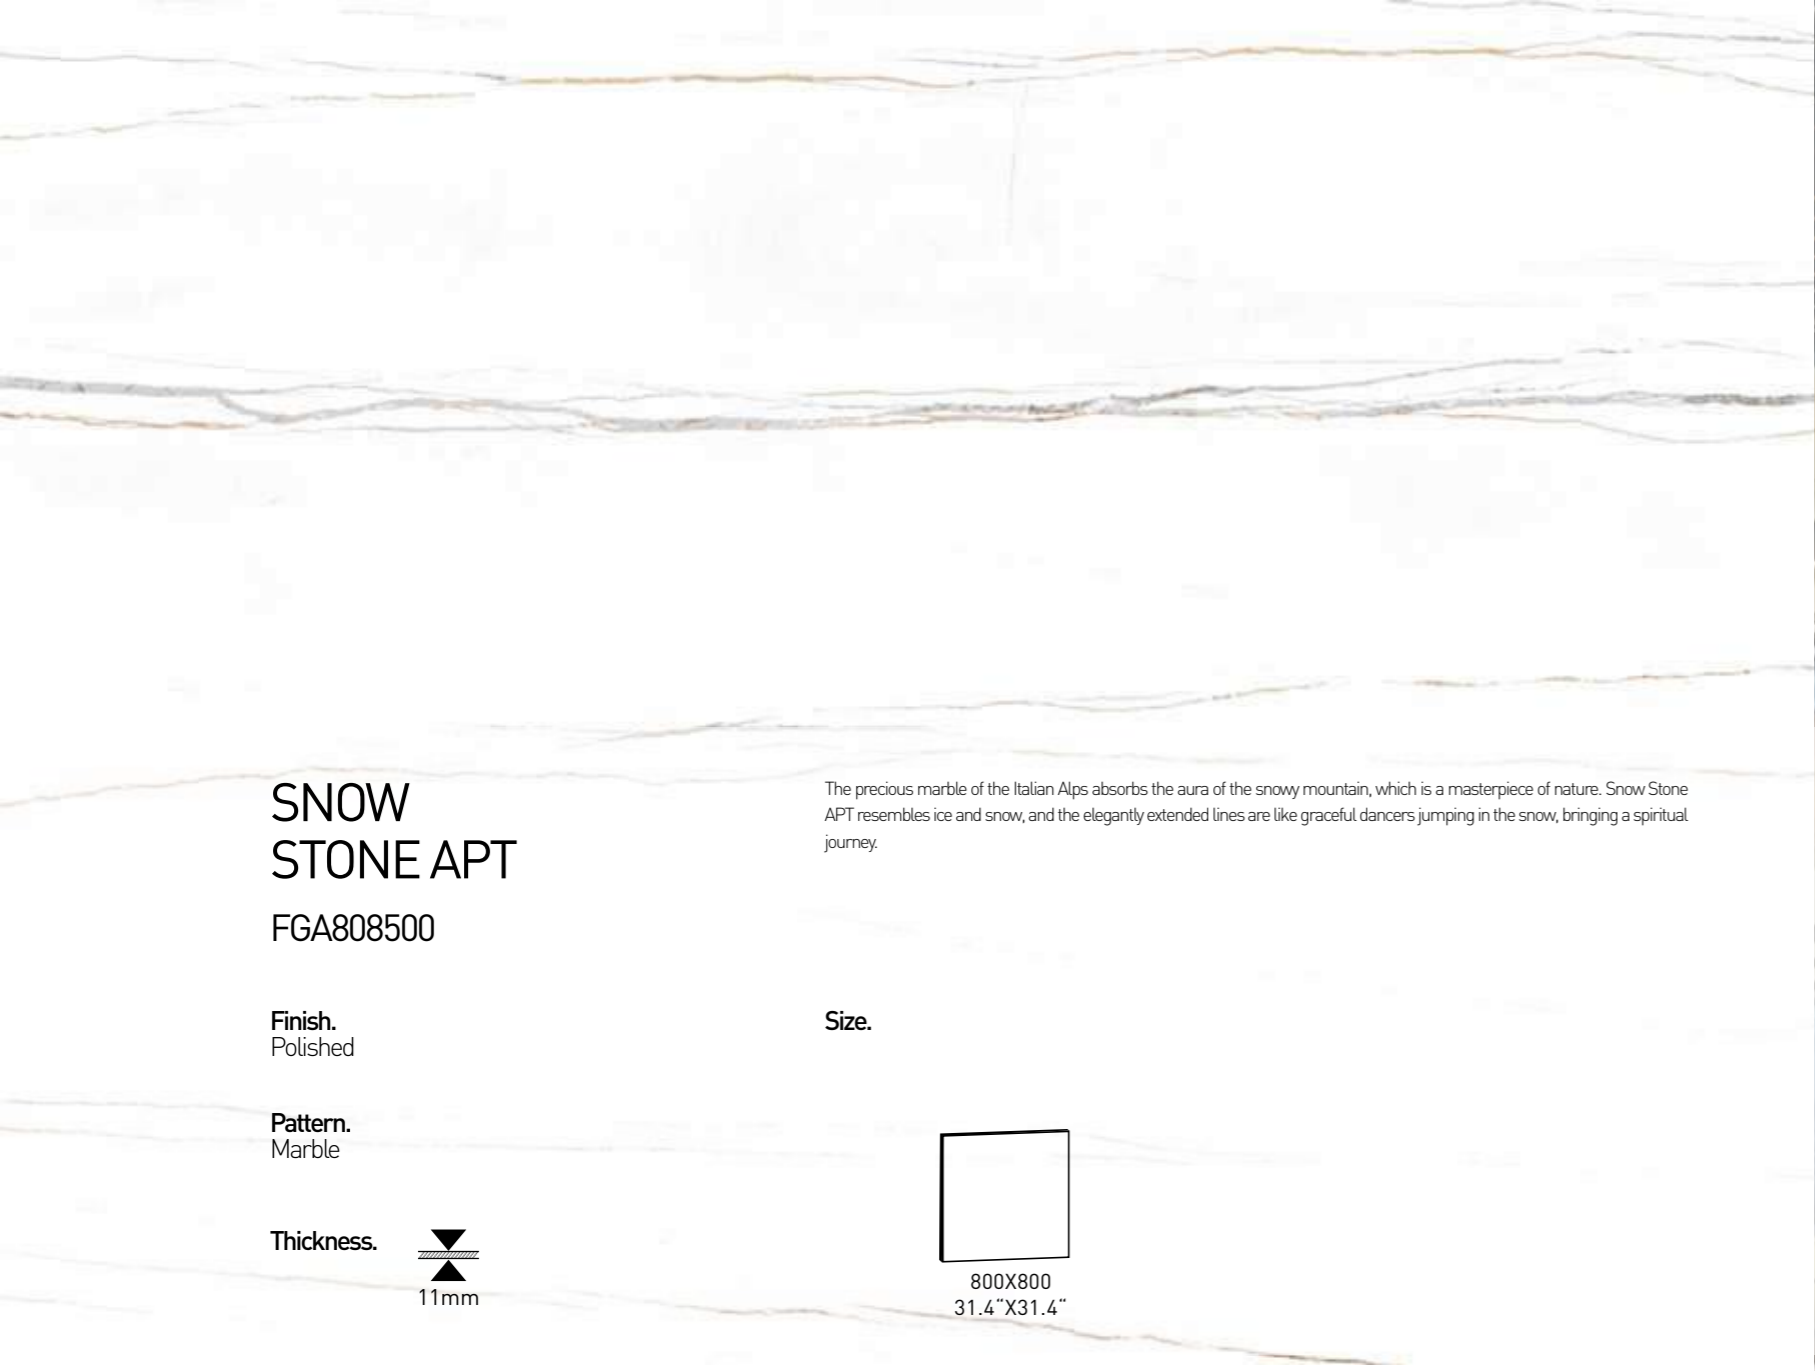 SNOW
STONE APT
FGA808500
The precious marble of the Italian Alps absorbs the aura of the snowy mountain, which is a masterpiece of nature. Snow Stone
APT resembles ice and snow, and the elegantly extended lines are like graceful dancers jumping in the snow, bringing a spiritual
journey.
Finish.
Polished
Pattern.
Marble
Thickness.
11mm
Size.
800X800
31.4˝X31.4˝